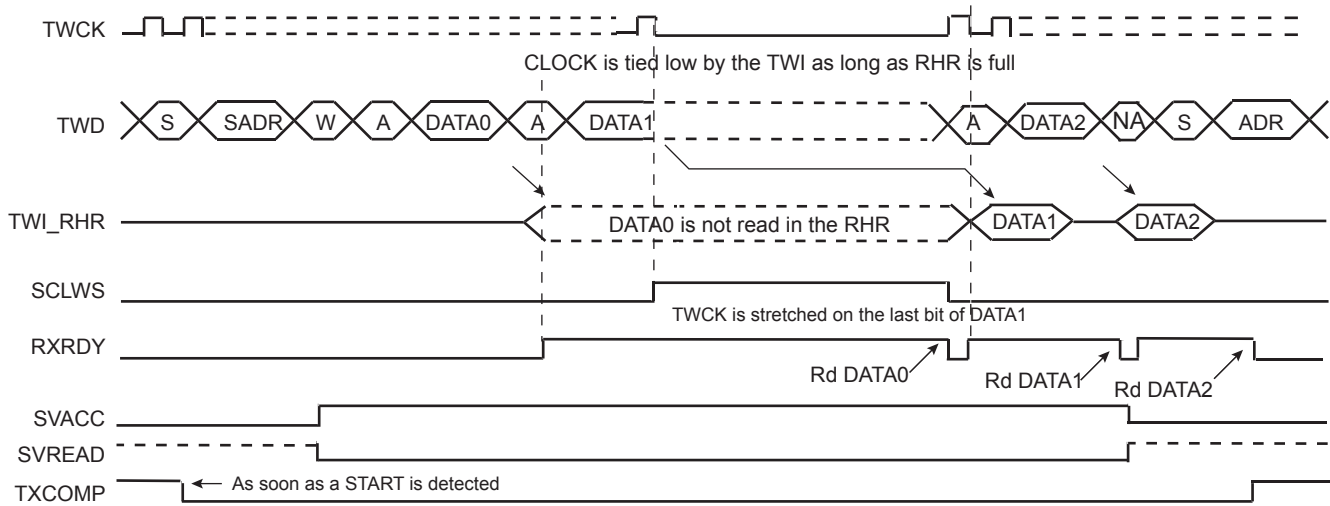 TWCK
CLOCK is tied low by the TWI as long as RHR is full
TWD S SADR W A DATA0 A DATA1 A DATA2 NA S ADR
TWI_RHR DATA0 is not read in the RHR DATA1 DATA2
SCLWS
TWCK is stretched on the last bit of DATA1
RXRDY
Rd DATA0 Rd DATA1 Rd DATA2
SVACC
SVREAD
TXCOMP As soon as a START is detected